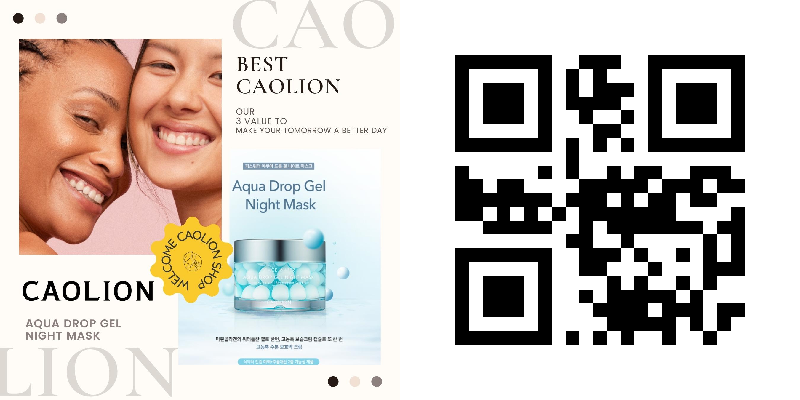 CAO
BEST
CAOLION
OUR
3 VALUE TO
MAKE YOUR TOMORROW A BETTER DAY
Aqua Drop Gel
Night Mask
WELCOME CAOLION SHOP
CAOLION
AQUA DROP GEL
NIGHT MASK
LION